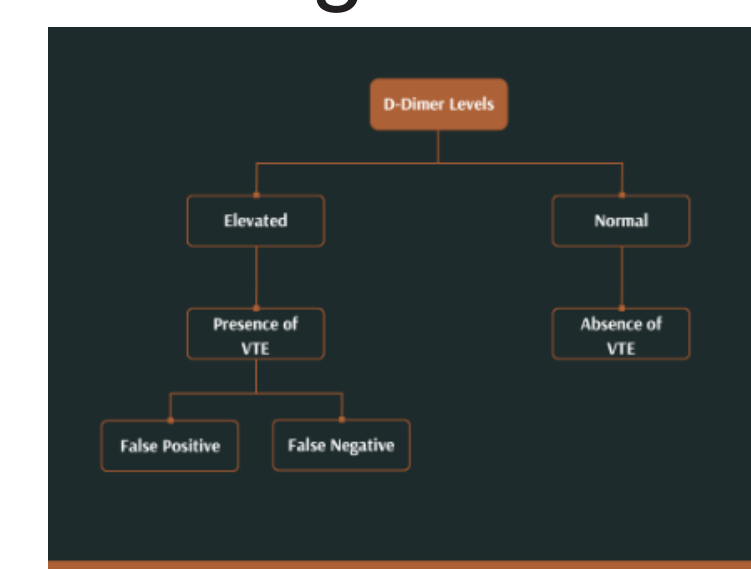 D-Dimer Levels
Elevated
Normal
Presence of
VTE
Absence of
VTE
False Positive
False Negative